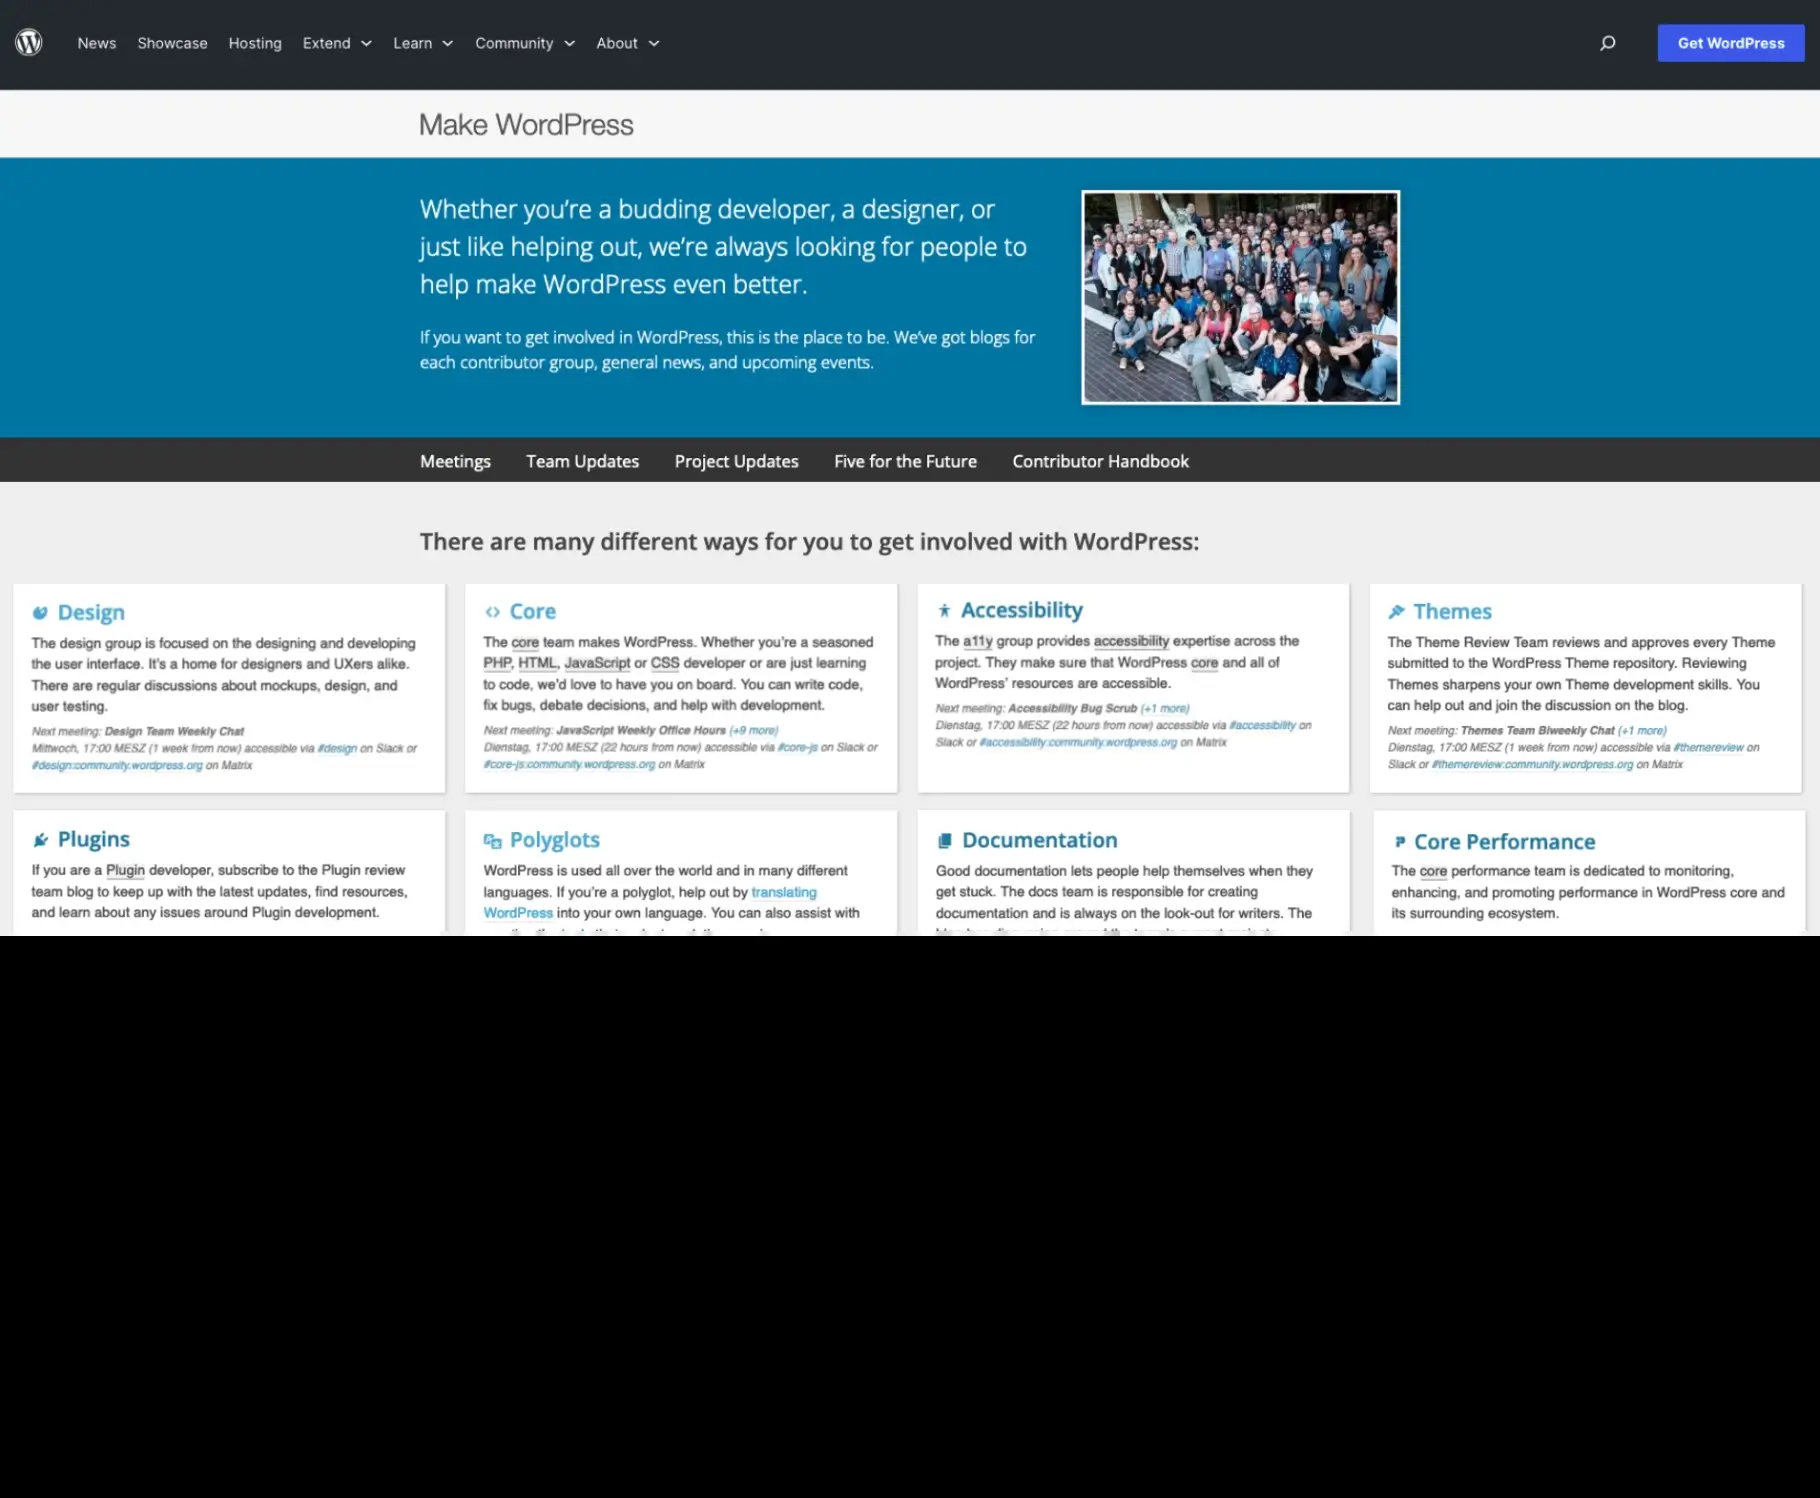 News Showcase Hosting Extend Learn Community About Get WordPress
Make WordPress
Whether you’re a budding developer, a designer, or
just like helping out, we’re always looking for people to
help make WordPress even better.
If you want to get involved in WordPress, this is the place to be. We’ve got blogs for
each contributor group, general news, and upcoming events.
Meetings Team Updates Project Updates Five for the Future Contributor Handbook
There are many different ways for you to get involved with WordPress:
Design
The design group is focused on the designing and developing
the user interface. It’s a home for designers and UXers alike.
There are regular discussions about mockups, design, and
user testing.
Next meeting: Design Team Weekly Chat
Mittwoch, 17:00 MESZ (1 week from now) accessible via #design on Slack or
#design:community.wordpress.org on Matrix
Core
The core team makes WordPress. Whether you’re a seasoned
PHP, HTML, JavaScript or CSS developer or are just learning
to code, we’d love to have you on board. You can write code,
fix bugs, debate decisions, and help with development.
Next meeting: JavaScript Weekly Office Hours (+9 more)
Dienstag, 17:00 MESZ (22 hours from now) accessible via #core-js on Slack or
#core-js:community.wordpress.org on Matrix
Accessibility
The a11y group provides accessibility expertise across the
project. They make sure that WordPress core and all of
WordPress’ resources are accessible.
Next meeting: Accessibility Bug Scrub (+1 more)
Dienstag, 17:00 MESZ (22 hours from now) accessible via #accessibility on
Slack or #accessibility:community.wordpress.org on Matrix
Themes
The Theme Review Team reviews and approves every Theme
submitted to the WordPress Theme repository. Reviewing
Themes sharpens your own Theme development skills. You
can help out and join the discussion on the blog.
Next meeting: Themes Team Biweekly Chat (+1 more)
Dienstag, 17:00 MESZ (1 week from now) accessible via #themereview on
Slack or #themereview:community.wordpress.org on Matrix
Plugins
If you are a Plugin developer, subscribe to the Plugin review
team blog to keep up with the latest updates, find resources,
and learn about any issues around Plugin development.
Polyglots
WordPress is used all over the world and in many different
languages. If you’re a polyglot, help out by translating
WordPress into your own language. You can also assist with
Documentation
Good documentation lets people help themselves when they
get stuck. The docs team is responsible for creating
documentation and is always on the look-out for writers. The
Core Performance
The core performance team is dedicated to monitoring,
enhancing, and promoting performance in WordPress core and
its surrounding ecosystem.